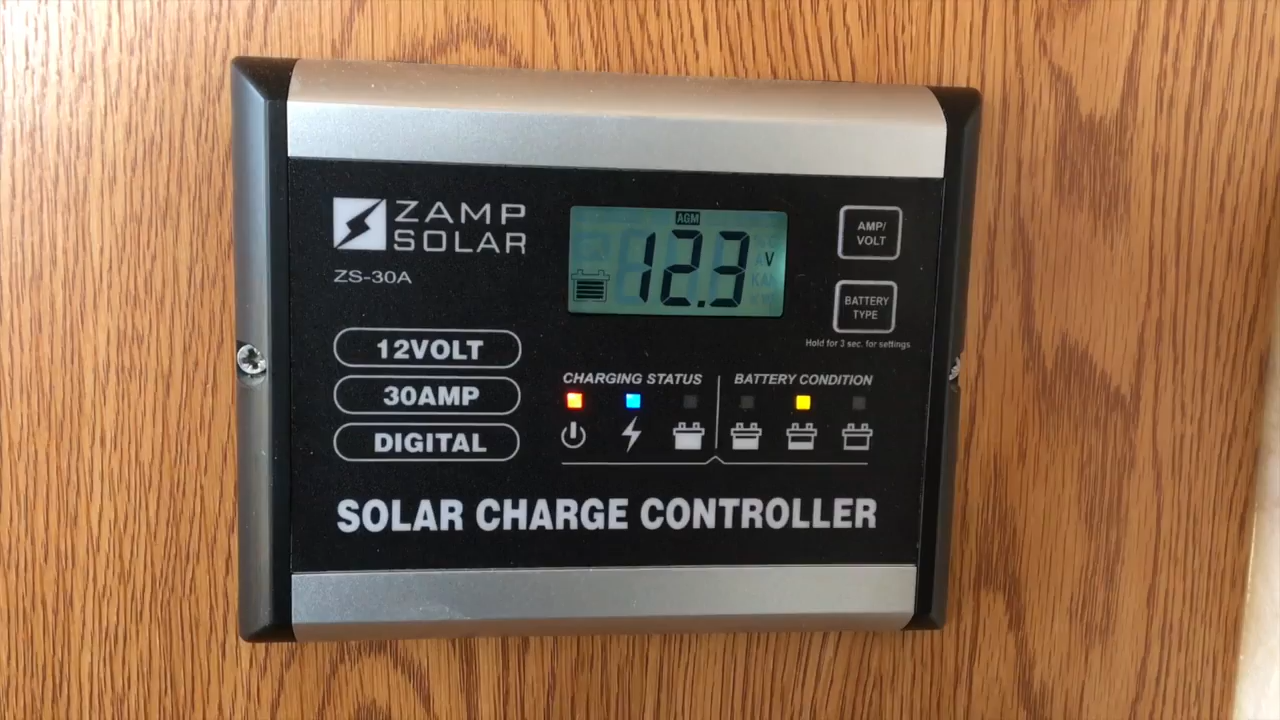 ZAMP
SOLAR
ZS-30A
AGM
12.3 V
AMP/
VOLT
BATTERY
TYPE
Hold for 3 sec. for settings
12VOLT
30AMP
DIGITAL
CHARGING STATUS
BATTERY CONDITION
SOLAR CHARGE CONTROLLER